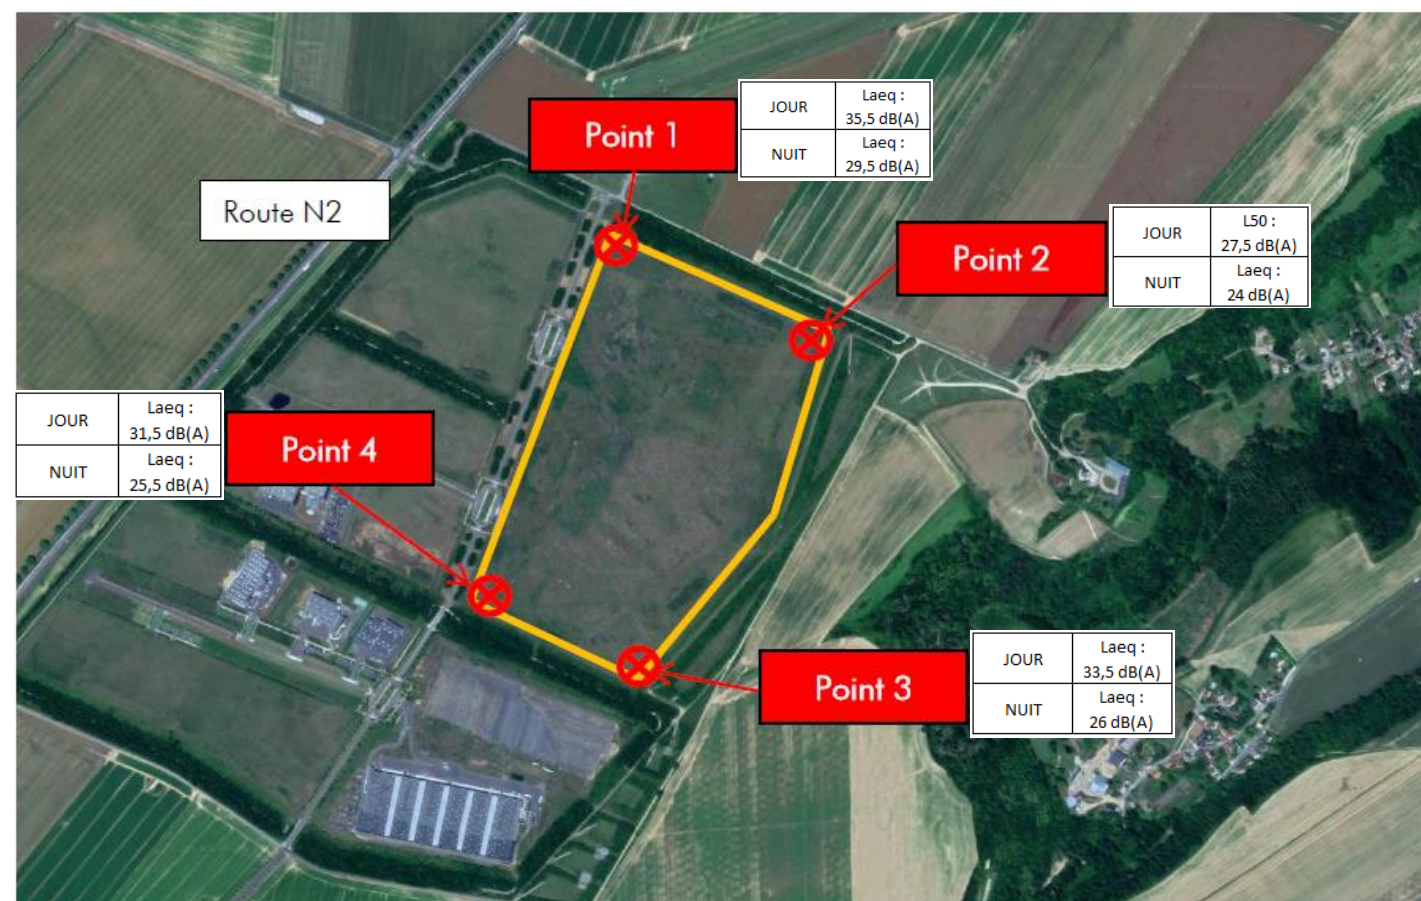 Point 1
JOUR
Laeq :
35,5 dB(A)
NUIT
Laeq :
29,5 dB(A)
Route N2
Point 2
JOUR
L50 :
27,5 dB(A)
NUIT
Laeq :
24 dB(A)
JOUR
Laeq :
31,5 dB(A)
NUIT
Laeq :
25,5 dB(A)
Point 4
Point 3
JOUR
Laeq :
33,5 dB(A)
NUIT
Laeq :
26 dB(A)